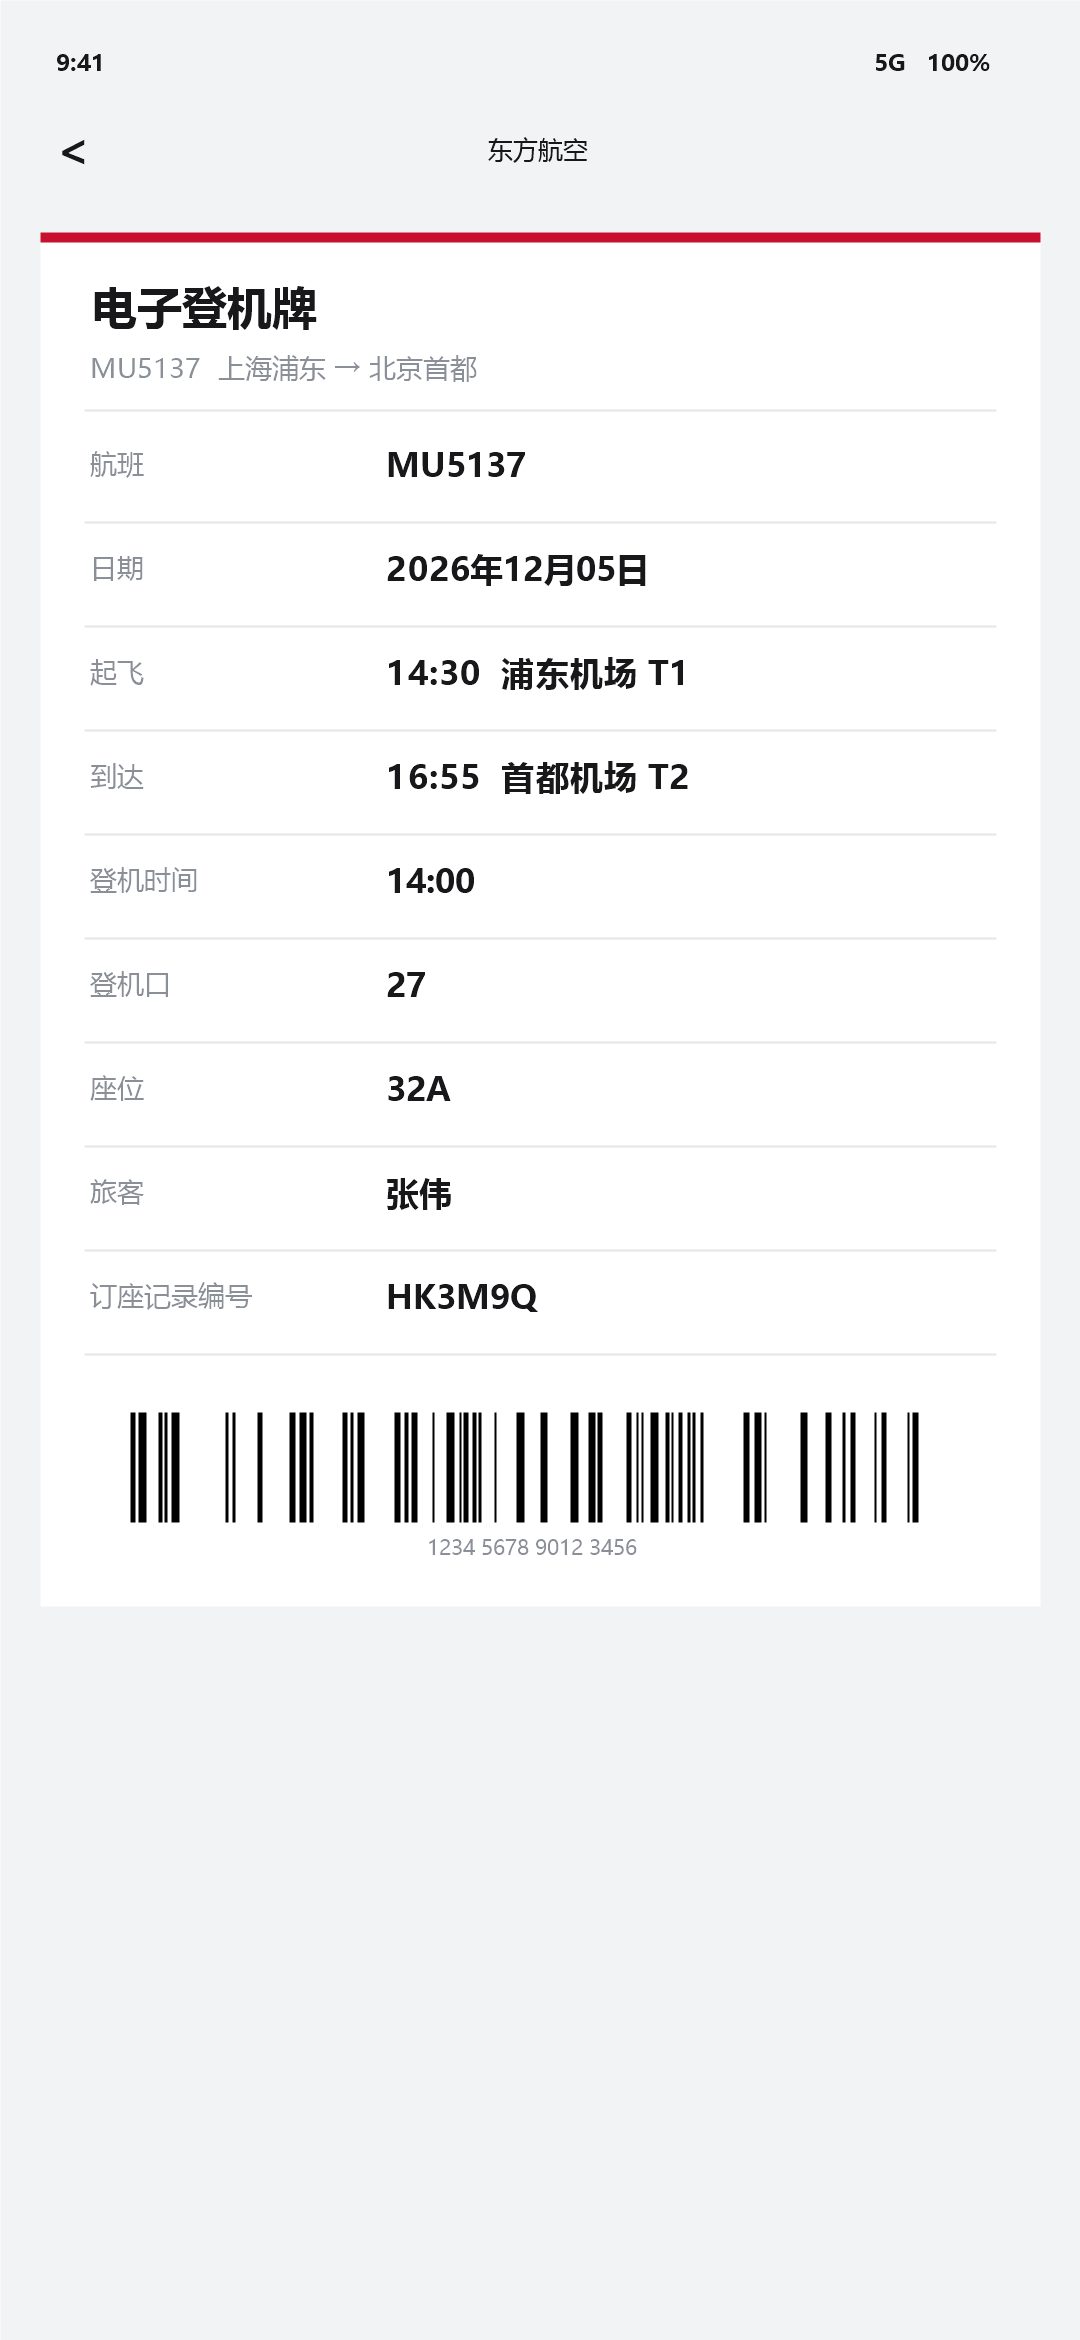 9:41 5G 100%
< 东方航空
电子登机牌
MU5137 上海浦东 → 北京首都
航班 MU5137
日期 2026年12月05日
起飞 14:30 浦东机场 T1
到达 16:55 首都机场 T2
登机时间 14:00
登机口 27
座位 32A
旅客 张伟
订座记录编号 HK3M9Q
1234 5678 9012 3456